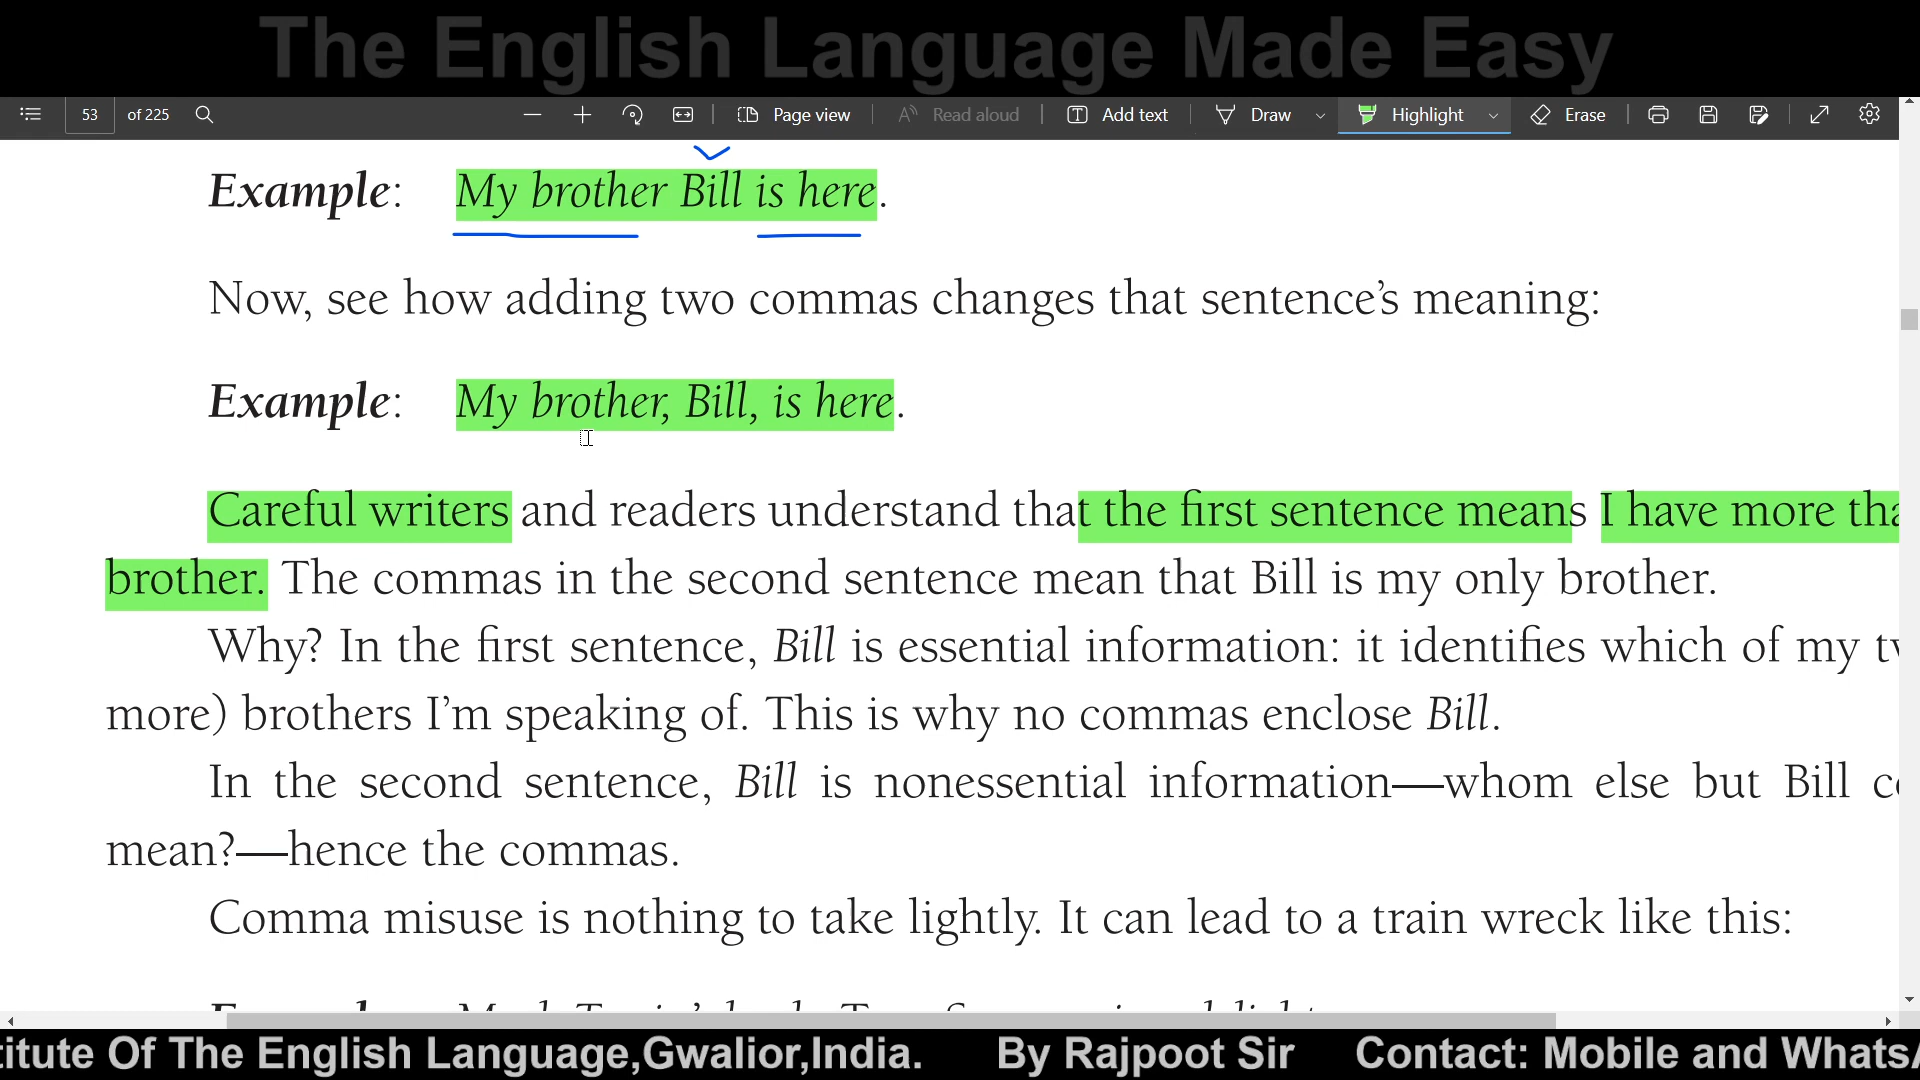 The English Language Made Easy
53 of 225 Page view Read aloud Add text Draw Highlight Erase
Example: My brother Bill is here.
Now, see how adding two commas changes that sentence’s meaning:
Example: My brother, Bill, is here.
Careful writers and readers understand that the first sentence means I have more tha
brother. The commas in the second sentence mean that Bill is my only brother.
Why? In the first sentence, Bill is essential information: it identifies which of my tw
more) brothers I’m speaking of. This is why no commas enclose Bill.
In the second sentence, Bill is nonessential information—whom else but Bill co
mean?—hence the commas.
Comma misuse is nothing to take lightly. It can lead to a train wreck like this:
titute Of The English Language,Gwalior,India. By Rajpoot Sir Contact: Mobile and WhatsA